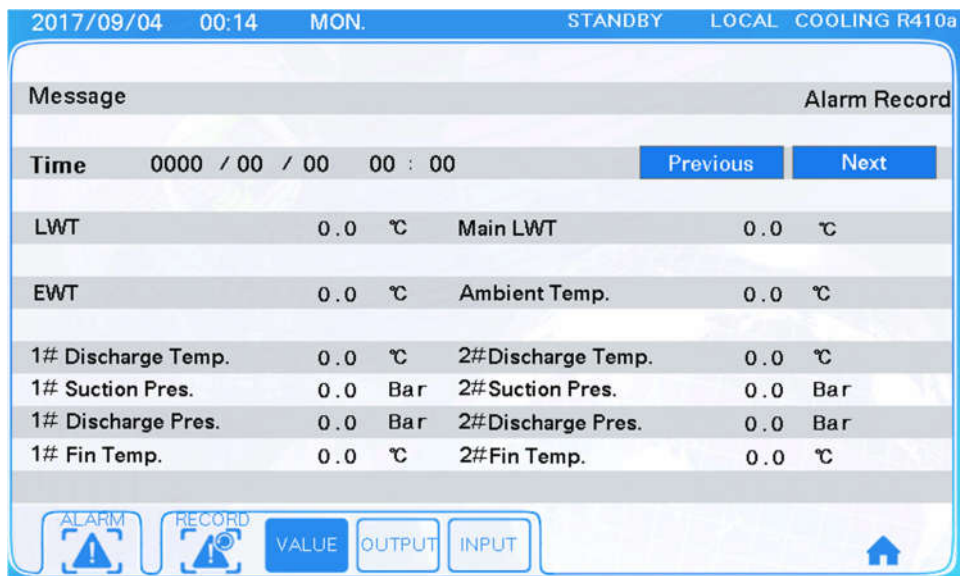 2017/09/04 00:14 MON. STANDBY LOCAL COOLING R410a
Message Alarm Record
Time 0000 / 00 / 00 00 : 00 Previous Next
LWT 0.0 ℃ Main LWT 0.0 ℃
EWT 0.0 ℃ Ambient Temp. 0.0 ℃
1# Discharge Temp. 0.0 ℃ 2#Discharge Temp. 0.0 ℃
1# Suction Pres. 0.0 Bar 2#Suction Pres. 0.0 Bar
1# Discharge Pres. 0.0 Bar 2#Discharge Pres. 0.0 Bar
1# Fin Temp. 0.0 ℃ 2#Fin Temp. 0.0 ℃
ALARM RECORD VALUE OUTPUT INPUT